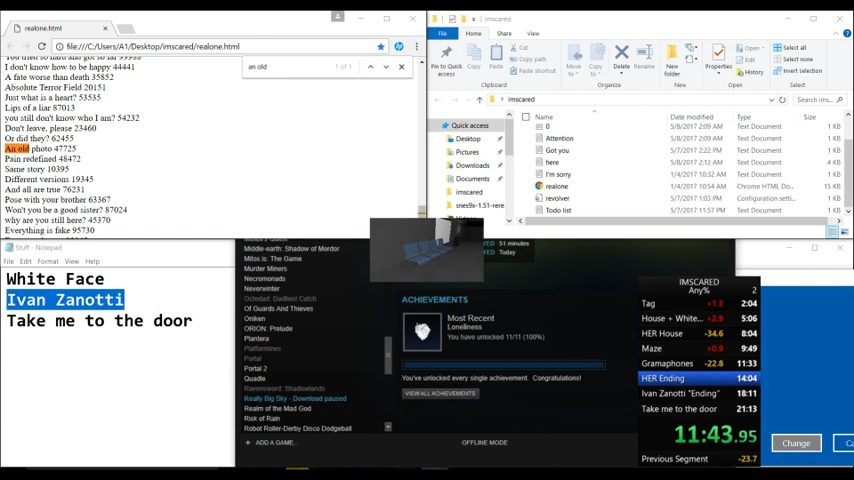 realone.html
file:///C:/Users/A1/Desktop/imscared/realone.html
an old
1 of 1
I don't know how to be happy 44441
A fate worse than death 35852
Absolute Terror Field 20151
Just what is a heart? 53535
Lips of a liar 87013
you still don't know who I am? 54232
Don't leave, please 23460
Or did they? 62455
An old photo 47725
Pain redefined 48472
Same story 10395
Different versions 19345
And all are true 76231
Pose with your brother 63367
Won't you be a good sister? 87024
why are you still here? 45370
Everything is fake 95730
imscared
File
Home
Share
View
Pin to Quick access
Copy
Paste
Cut
Copy path
Paste shortcut
Clipboard
Move to
Copy to
Delete
Rename
Organize
New folder
New
Properties
Open
Edit
History
Open
Select all
Select none
Invert selection
Select
imscared
Search ims...
Quick access
Desktop
Pictures
Downloads
Documents
imscared
snes9x-1.51-rere
Name
Date modified
Type
Size
0 5/8/2017 2:09 AM Text Document 1 KB
Attention 5/8/2017 2:09 AM Text Document 1 KB
Got you 5/7/2017 2:22 PM Text Document 1 KB
here 5/8/2017 2:12 AM Text Document 4 KB
I'm sorry 1/4/2017 10:32 AM Text Document 1 KB
realone 1/4/2017 10:54 AM Chrome HTML Do... 15 KB
revolver 5/7/2017 1:03 PM Configuration setti... 1 KB
Todo list 5/7/2017 11:57 PM Text Document 1 KB
Stuff - Notepad
File Edit Format View Help
White Face
Ivan Zanotti
Take me to the door
Middle-earth: Shadow of Mordor
Mitos.is: The Game
Murder Miners
Necromonads
Neverwinter
Octodad: Dadliest Catch
Of Guards And Thieves
Oniken
ORION: Prelude
Plantera
Platformines
Portal
Portal 2
Quadle
Ravensword: Shadowlands
Really Big Sky - Download paused
Realm of the Mad God
Risk of Rain
Robot Roller-Derby Disco Dodgeball
ADD A GAME...
51 minutes
Today
ACHIEVEMENTS
Most Recent
Loneliness
You have unlocked 11/11 (100%)
You've unlocked every single achievement. Congratulations!
VIEW ALL ACHIEVEMENTS
OFFLINE MODE
IMSCARED
Any% 2
Tag +1.3 2:04
House + White... +2.9 5:06
HER House -34.6 8:04
Maze +0.9 9:49
Gramaphones -22.8 11:33
HER Ending 14:04
Ivan Zanotti "Ending" 18:11
Take me to the door 21:13
11:43.95
Previous Segment -23.7
Change